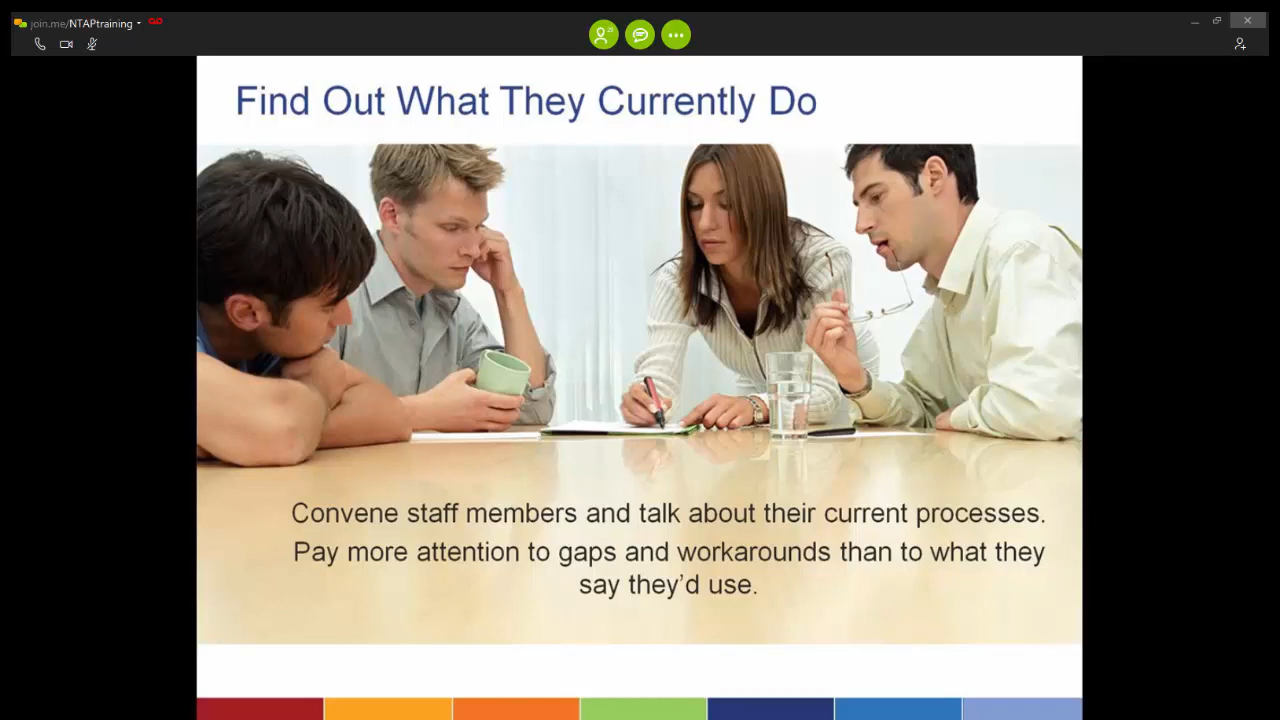 join.me/NTAPtraining
Find Out What They Currently Do
Convene staff members and talk about their current processes.
Pay more attention to gaps and workarounds than to what they
say they'd use.